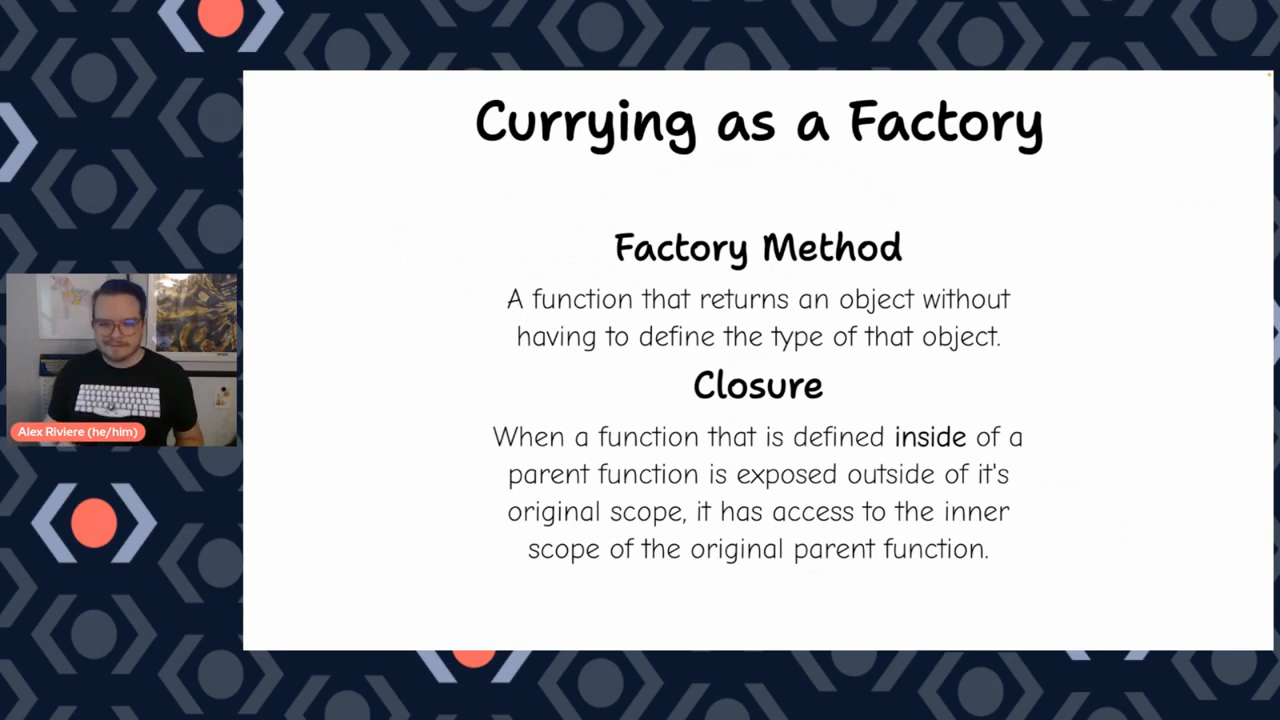 Currying as a Factory
Factory Method
A function that returns an object without
having to define the type of that object.
Closure
When a function that is defined inside of a
parent function is exposed outside of it's
original scope, it has access to the inner
scope of the original parent function.
Alex Riviere (he/him)